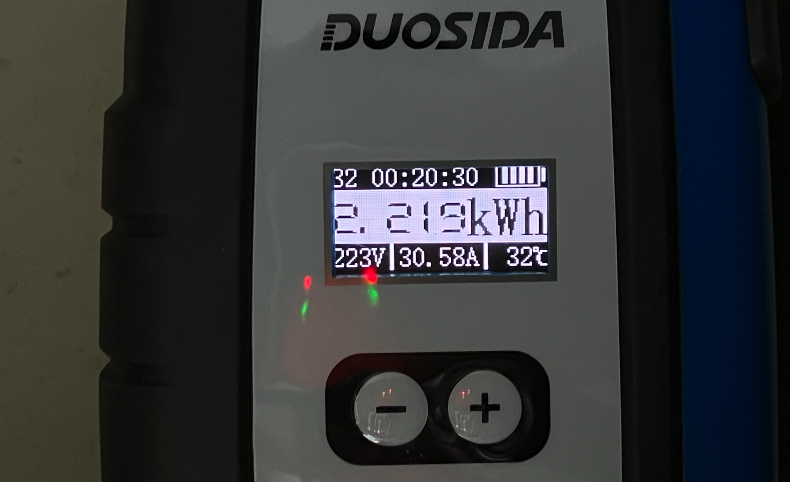 DUOSIDA
32 00:20:30
2.219kWh
223V 30.58A 32℃
- +